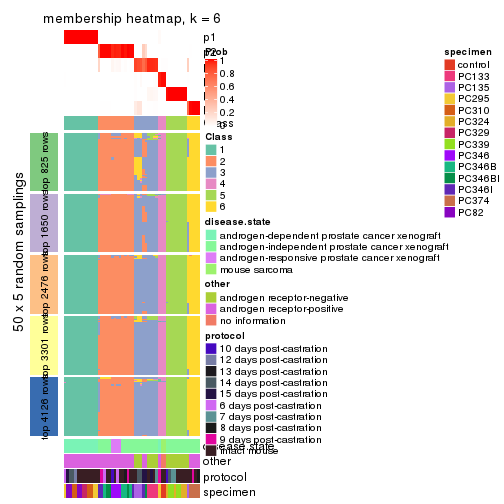 membership heatmap, k = 6
p1
p2
Prob
1
0.8
0.6
0.4
0.2
0
Class
Class
1
2
3
4
5
6
50 x 5 random samplings
top 825 rows
top 1650 rows
top 2476 rows
top 3301 rows
top 4126 rows
disease.state
androgen-dependent prostate cancer xenograft
androgen-independent prostate cancer xenograft
androgen-responsive prostate cancer xenograft
mouse sarcoma
other
androgen receptor-negative
androgen receptor-positive
no information
protocol
10 days post-castration
12 days post-castration
13 days post-castration
14 days post-castration
15 days post-castration
6 days post-castration
7 days post-castration
8 days post-castration
9 days post-castration
intact mouse
disease.state
other
protocol
specimen
specimen
control
PC133
PC135
PC295
PC310
PC324
PC329
PC339
PC346
PC346B
PC346BI
PC346I
PC374
PC82